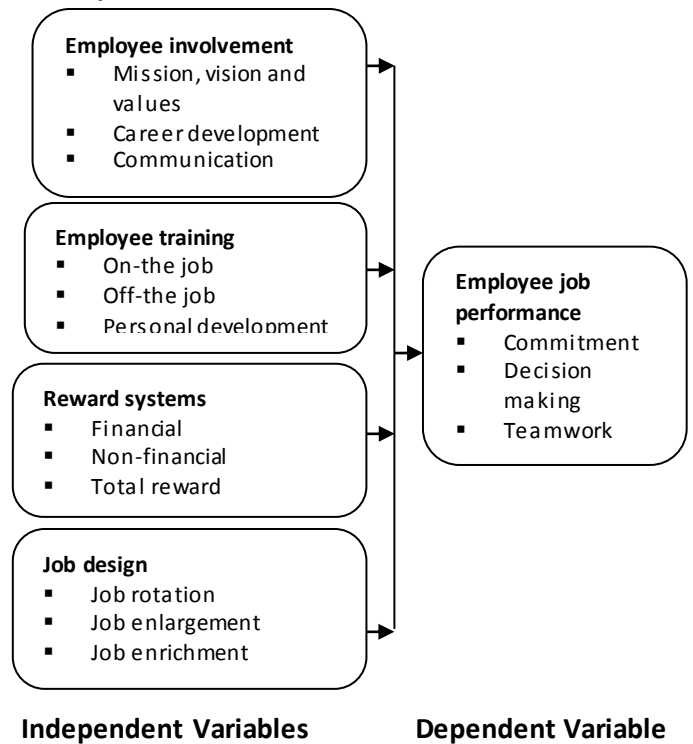 Employee involvement
▪ Mission, vision and
values
▪ Career development
▪ Communication
Employee training
▪ On-the job
▪ Off-the job
▪ Personal development
Reward systems
▪ Financial
▪ Non-financial
▪ Total reward
Job design
▪ Job rotation
▪ Job enlargement
▪ Job enrichment
Employee job
performance
▪ Commitment
▪ Decision
making
▪ Teamwork
Independent Variables
Dependent Variable